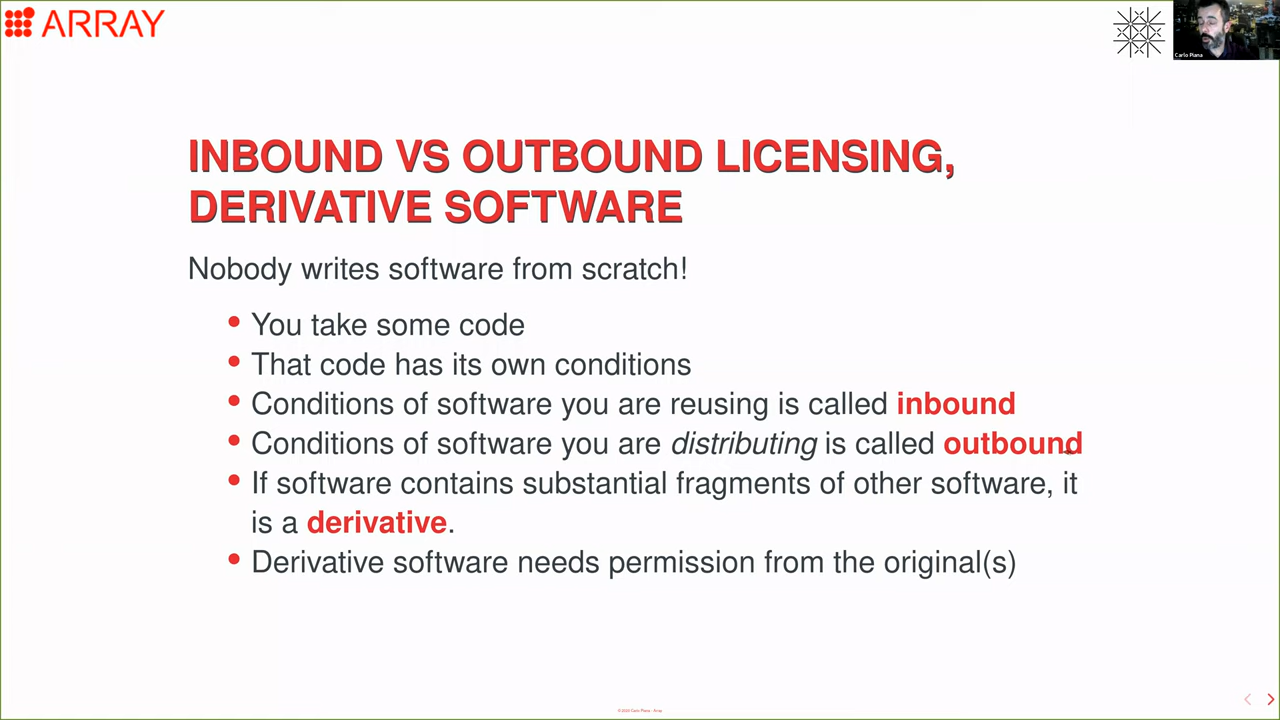 ARRAY
Carlo Piana
INBOUND VS OUTBOUND LICENSING,
DERIVATIVE SOFTWARE
Nobody writes software from scratch!
• You take some code
• That code has its own conditions
• Conditions of software you are reusing is called inbound
• Conditions of software you are distributing is called outbound
• If software contains substantial fragments of other software, it
is a derivative.
• Derivative software needs permission from the original(s)